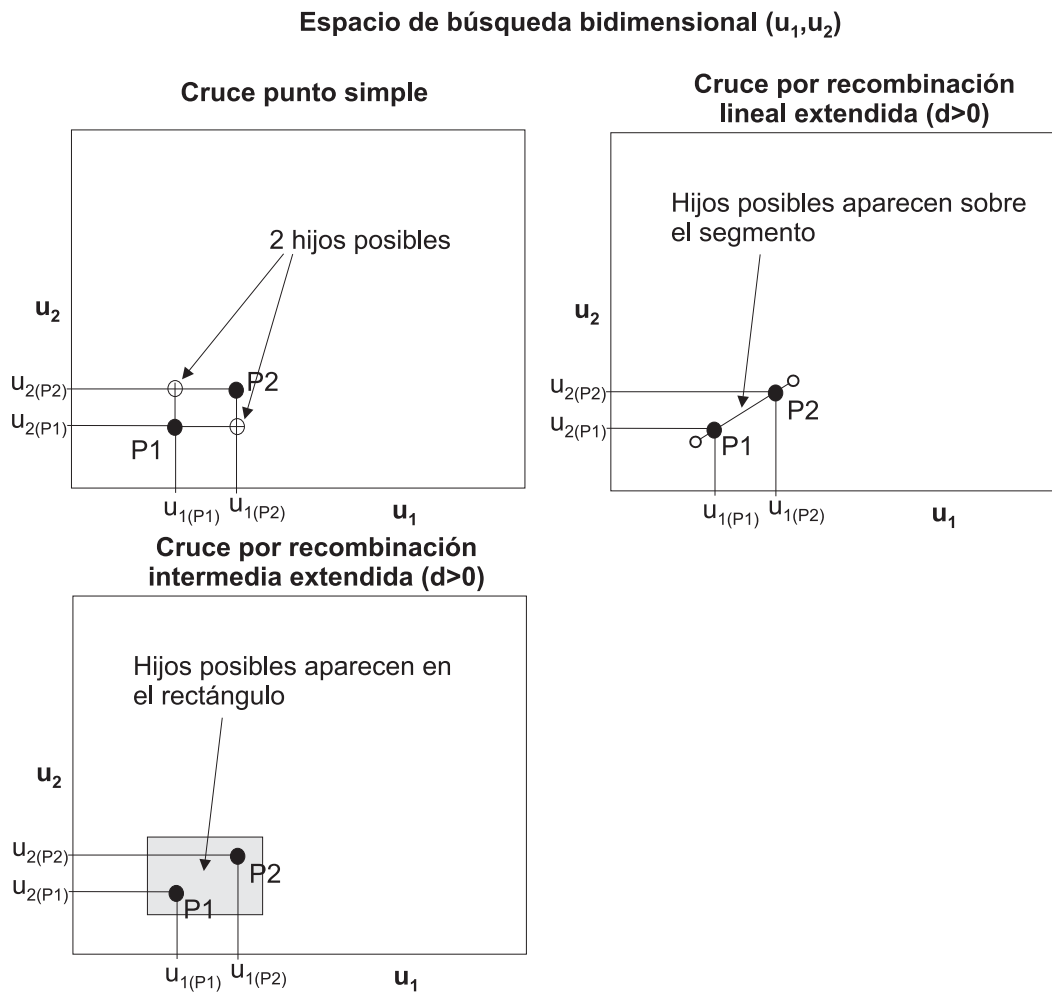 Espacio de búsqueda bidimensional (u1,u2)
Cruce punto simple
2 hijos posibles
u2
u2(P2)
P2
u2(P1)
P1
u1(P1)
u1(P2)
u1
Cruce por recombinación
lineal extendida (d>0)
Hijos posibles aparecen sobre
el segmento
u2
u2(P2)
P2
u2(P1)
P1
u1(P1)
u1(P2)
u1
Cruce por recombinación
intermedia extendida (d>0)
Hijos posibles aparecen en
el rectángulo
u2
u2(P2)
P2
u2(P1)
P1
u1(P1)
u1(P2)
u1